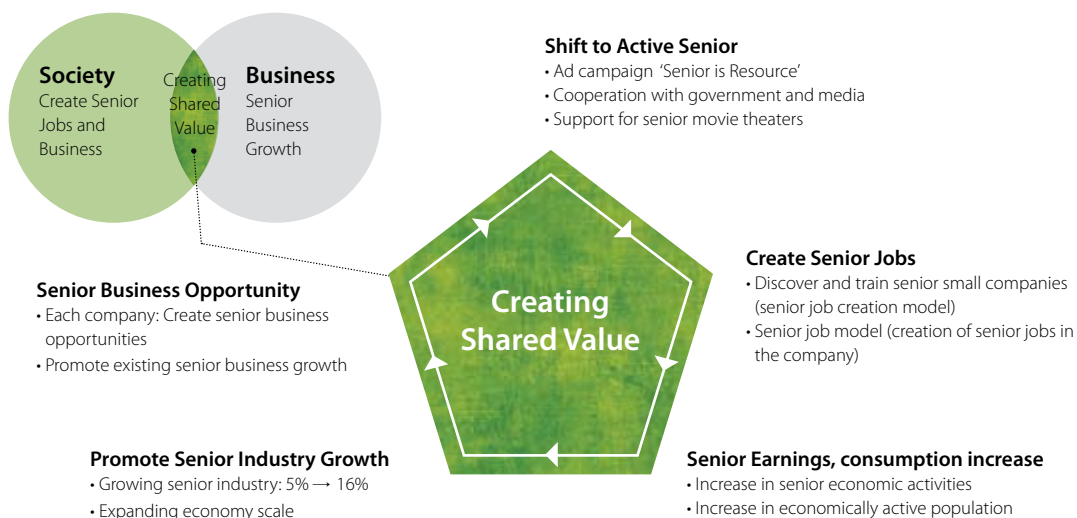 Society
Create Senior
Jobs and
Business
Creating
Shared
Value
Business
Senior
Business
Growth
Shift to Active Senior
• Ad campaign ‘Senior is Resource’
• Cooperation with government and media
• Support for senior movie theaters
Create Senior Jobs
• Discover and train senior small companies
(senior job creation model)
• Senior job model (creation of senior jobs in
the company)
Senior Business Opportunity
• Each company: Create senior business
opportunities
• Promote existing senior business growth
Creating
Shared Value
Promote Senior Industry Growth
• Growing senior industry: 5% → 16%
• Expanding economy scale
Senior Earnings, consumption increase
• Increase in senior economic activities
• Increase in economically active population